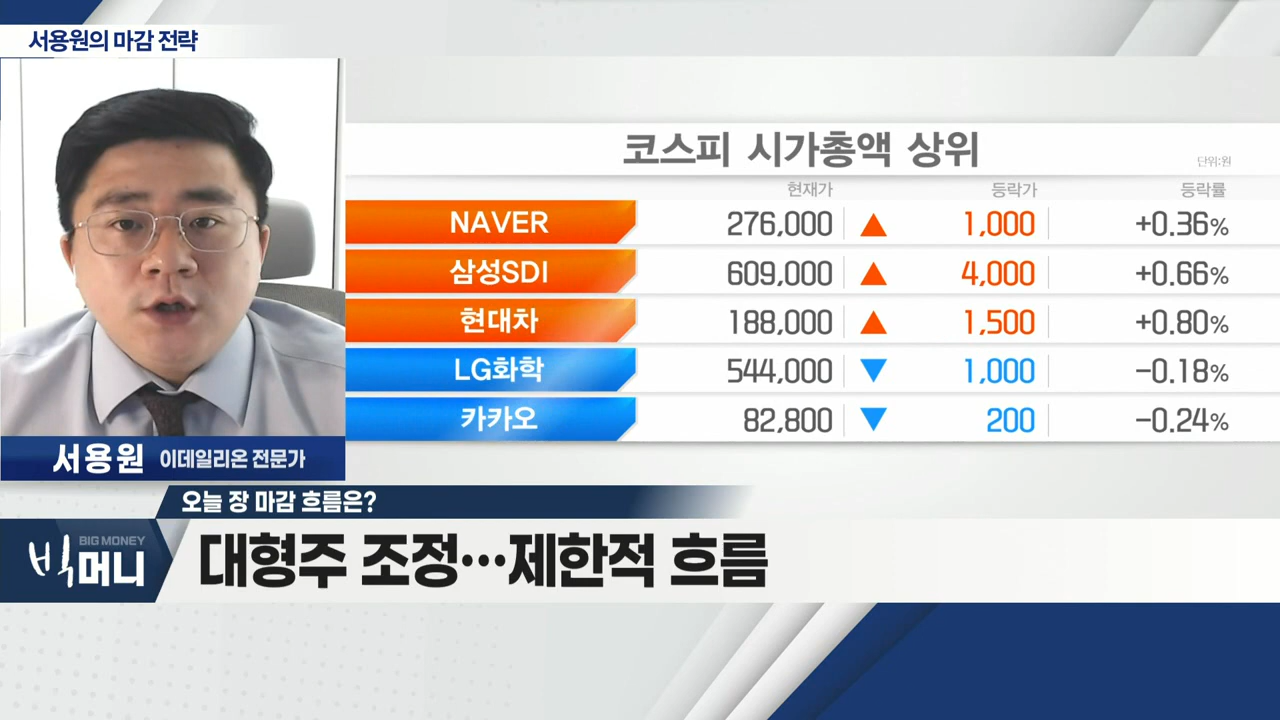 서용원의 마감 전략
코스피 시가총액 상위
단위:원
현재가 등락가 등락률
NAVER 276,000 ▲ 1,000 +0.36%
삼성SDI 609,000 ▲ 4,000 +0.66%
현대차 188,000 ▲ 1,500 +0.80%
LG화학 544,000 ▼ 1,000 -0.18%
카카오 82,800 ▼ 200 -0.24%
서용원 이데일리온 전문가
오늘 장 마감 흐름은?
BIG MONEY
빅머니
대형주 조정…제한적 흐름